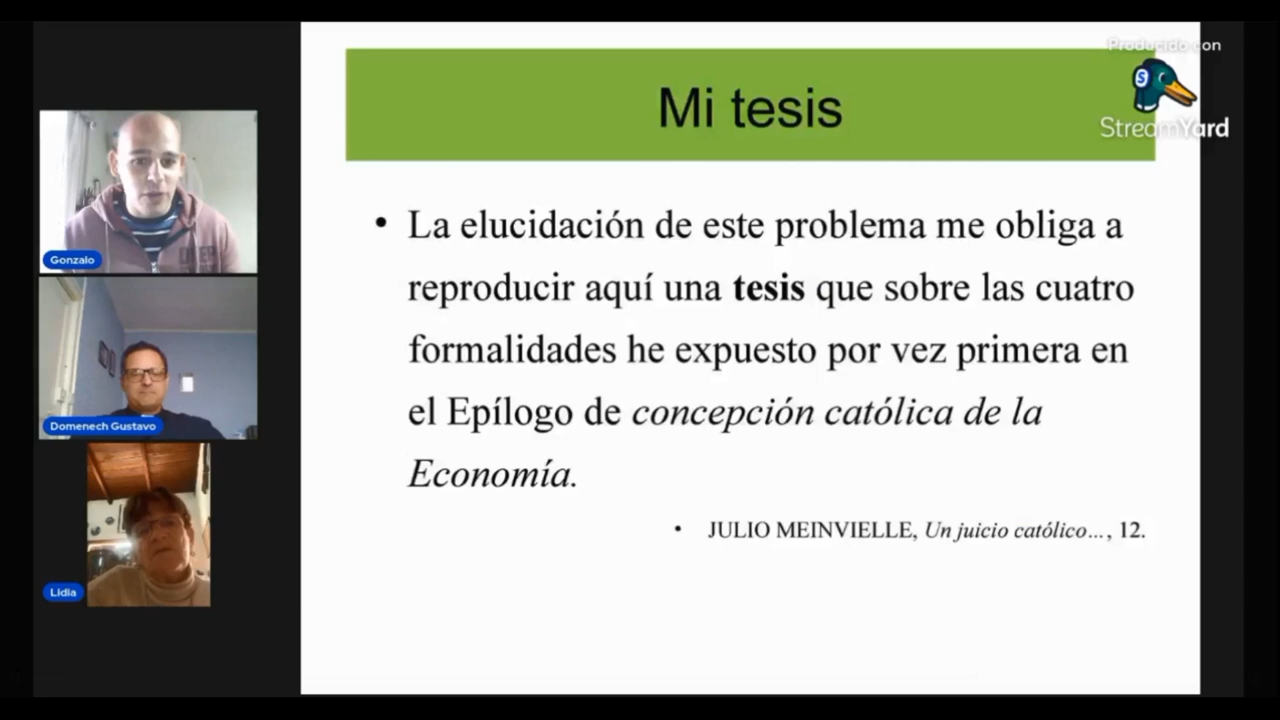 Producido con
StreamYard
Mi tesis
• La elucidación de este problema me obliga a
reproducir aquí una tesis que sobre las cuatro
formalidades he expuesto por vez primera en
el Epílogo de concepción católica de la
Economía.
• JULIO MEINVIELLE, Un juicio católico..., 12.
Gonzalo
Domenech Gustavo
Lidia